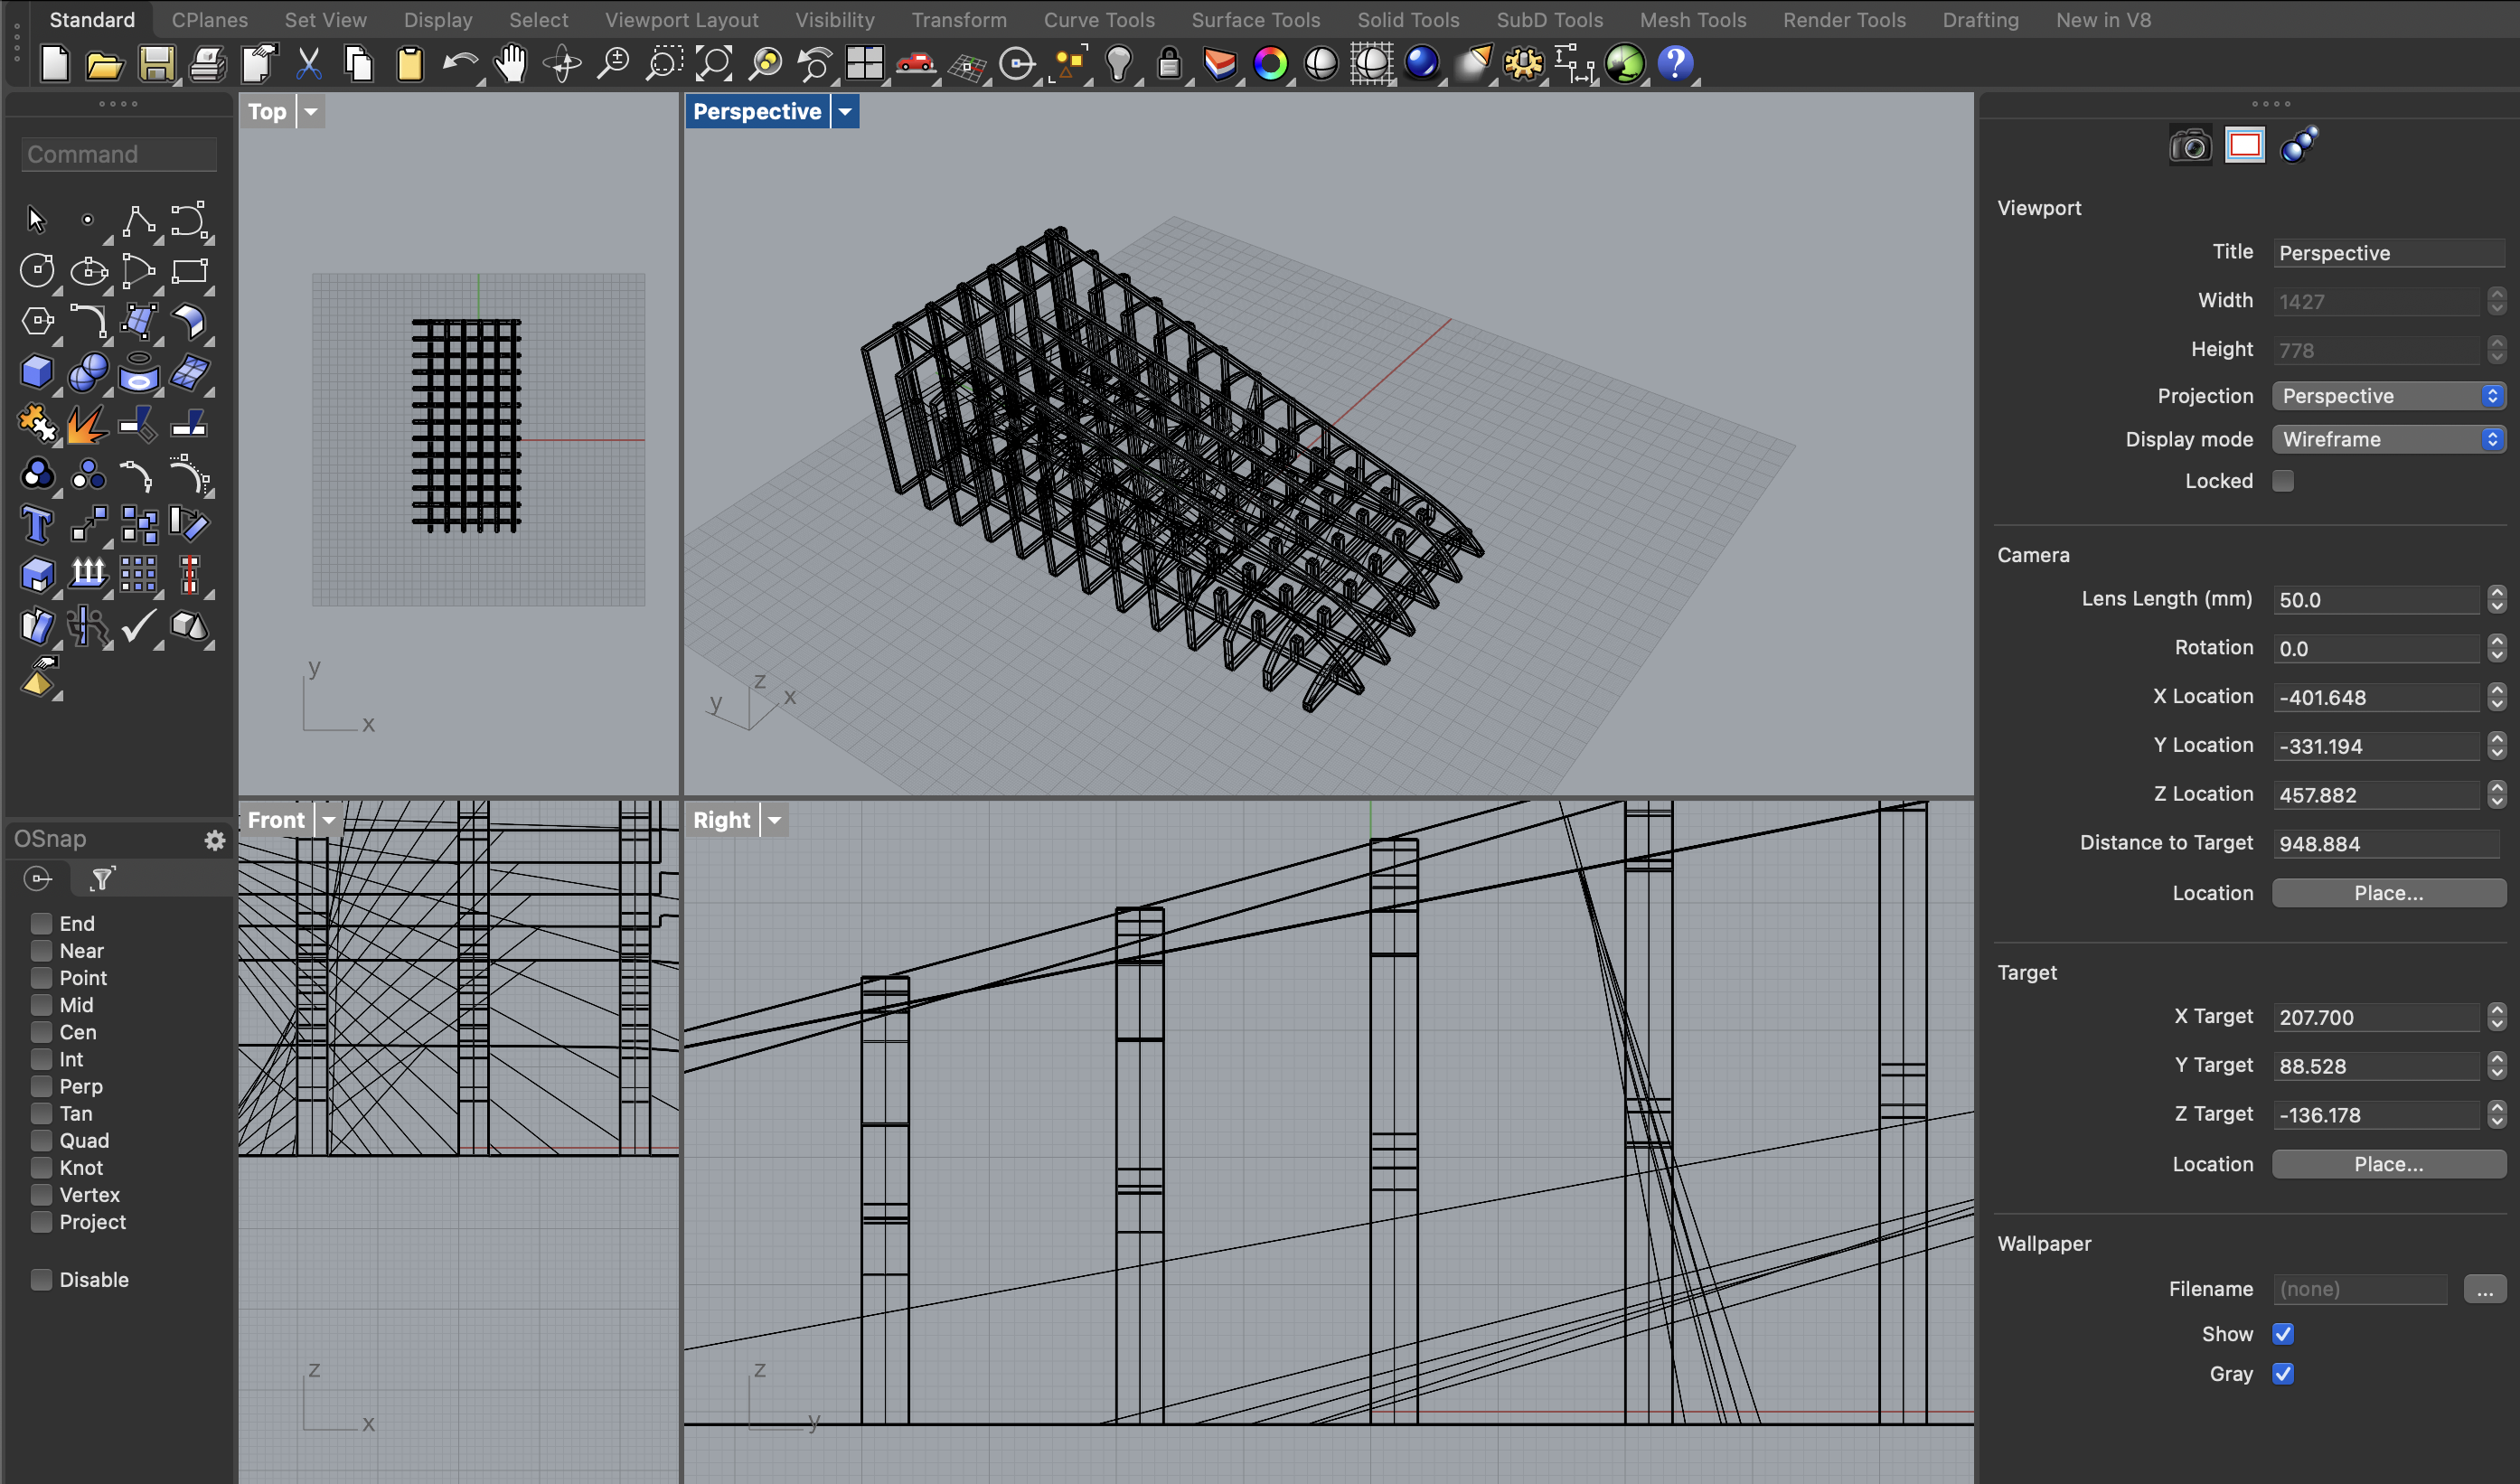 Standard CPlanes Set View Display Select Viewport Layout Visibility Transform Curve Tools Surface Tools Solid Tools SubD Tools Mesh Tools Render Tools Drafting New in V8
Command
Top
y
x
Perspective
z
y
x
Front
z
x
Right
z
y
OSnap
End
Near
Point
Mid
Cen
Int
Perp
Tan
Quad
Knot
Vertex
Project
Disable
Viewport
Title Perspective
Width 1427
Height 778
Projection Perspective
Display mode Wireframe
Locked
Camera
Lens Length (mm) 50.0
Rotation 0.0
X Location -401.648
Y Location -331.194
Z Location 457.882
Distance to Target 948.884
Location Place...
Target
X Target 207.700
Y Target 88.528
Z Target -136.178
Location Place...
Wallpaper
Filename (none) ...
Show
Gray